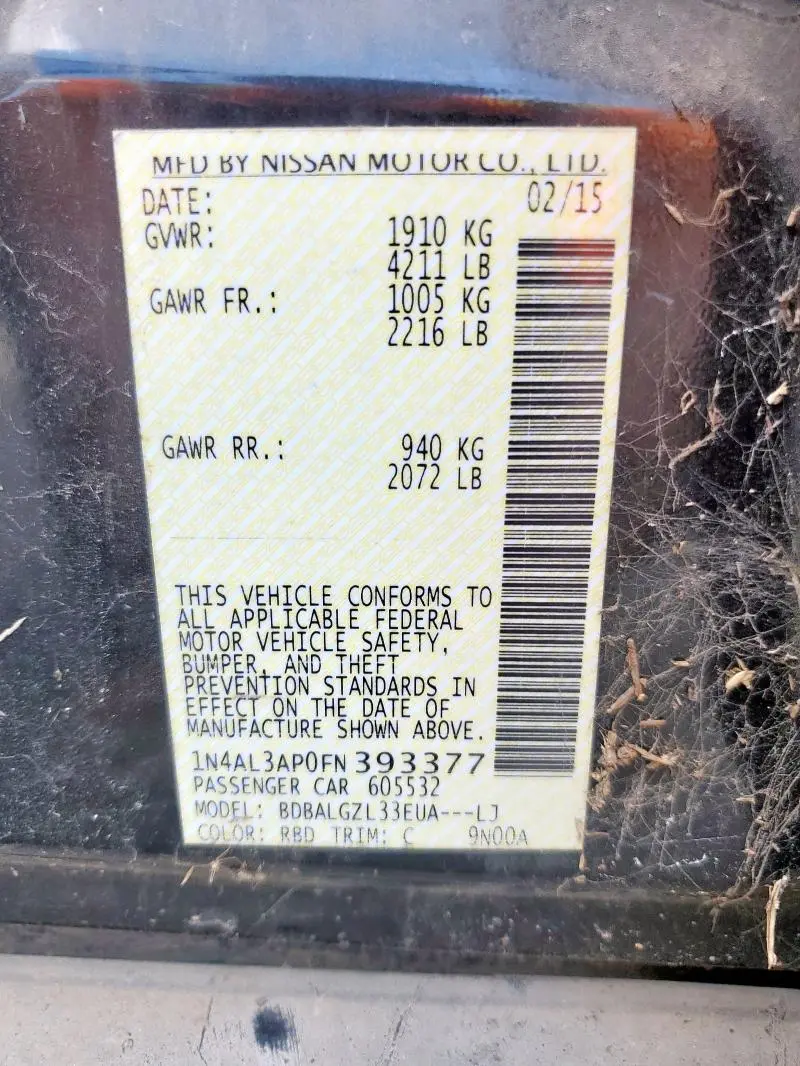 MFD BY NISSAN MOTOR CO., LTD.
DATE: 02/15
GVWR: 1910 KG
4211 LB
GAWR FR.: 1005 KG
2216 LB
GAWR RR.: 940 KG
2072 LB
THIS VEHICLE CONFORMS TO
ALL APPLICABLE FEDERAL
MOTOR VEHICLE SAFETY,
BUMPER, AND THEFT
PREVENTION STANDARDS IN
EFFECT ON THE DATE OF
MANUFACTURE SHOWN ABOVE.
1N4AL3AP0FN393377
PASSENGER CAR 605532
MODEL: BDBALGZL33EUA---LJ
COLOR: RBD TRIM: C 9N00A